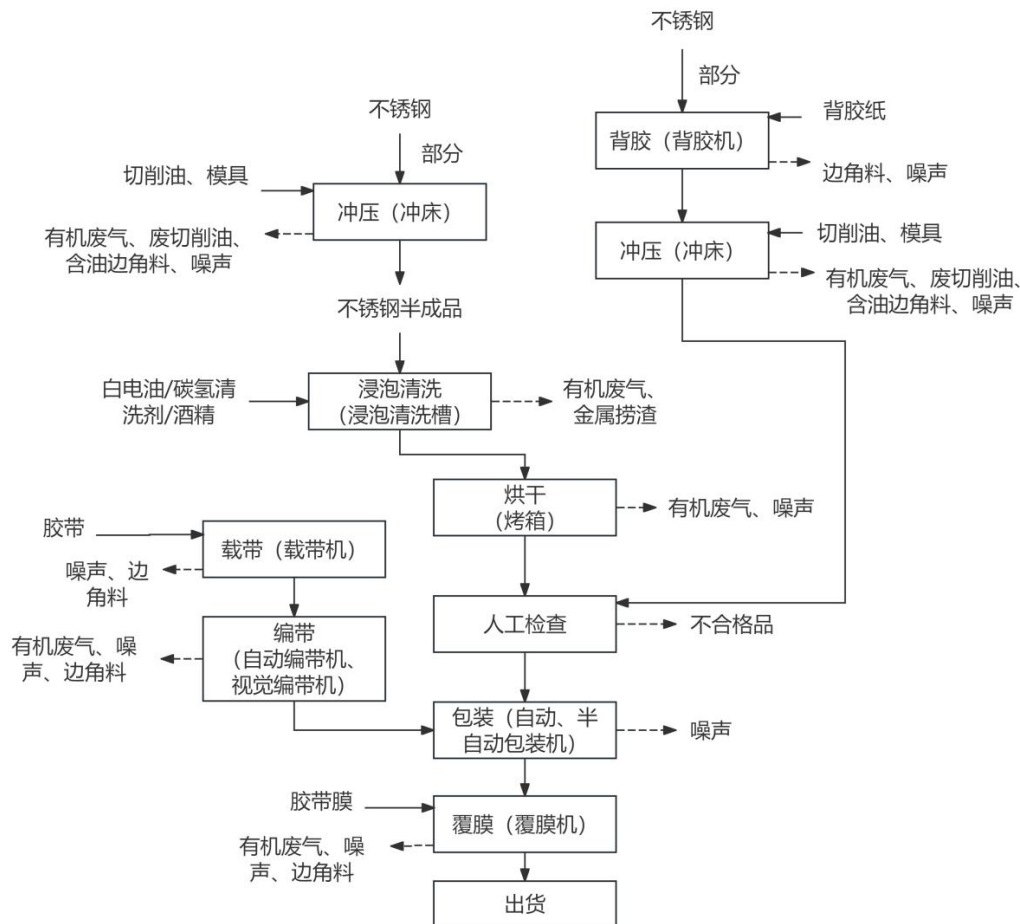 不锈钢
部分
背胶纸
背胶（背胶机）
边角料、噪声
不锈钢
部分
切削油、模具
冲压（冲床）
有机废气、废切削油、
含油边角料、噪声
切削油、模具
冲压（冲床）
有机废气、废切削油、
含油边角料、噪声
不锈钢半成品
白电油/碳氢清
洗剂/酒精
浸泡清洗
（浸泡清洗槽）
有机废气、
金属捞渣
烘干
（烤箱）
有机废气、噪声
胶带
载带（载带机）
噪声、边
角料
人工检查
不合格品
编带
（自动编带机、
视觉编带机）
有机废气、噪
声、边角料
包装（自动、半
自动包装机）
噪声
胶带膜
覆膜（覆膜机）
有机废气、噪
声、边角料
出货